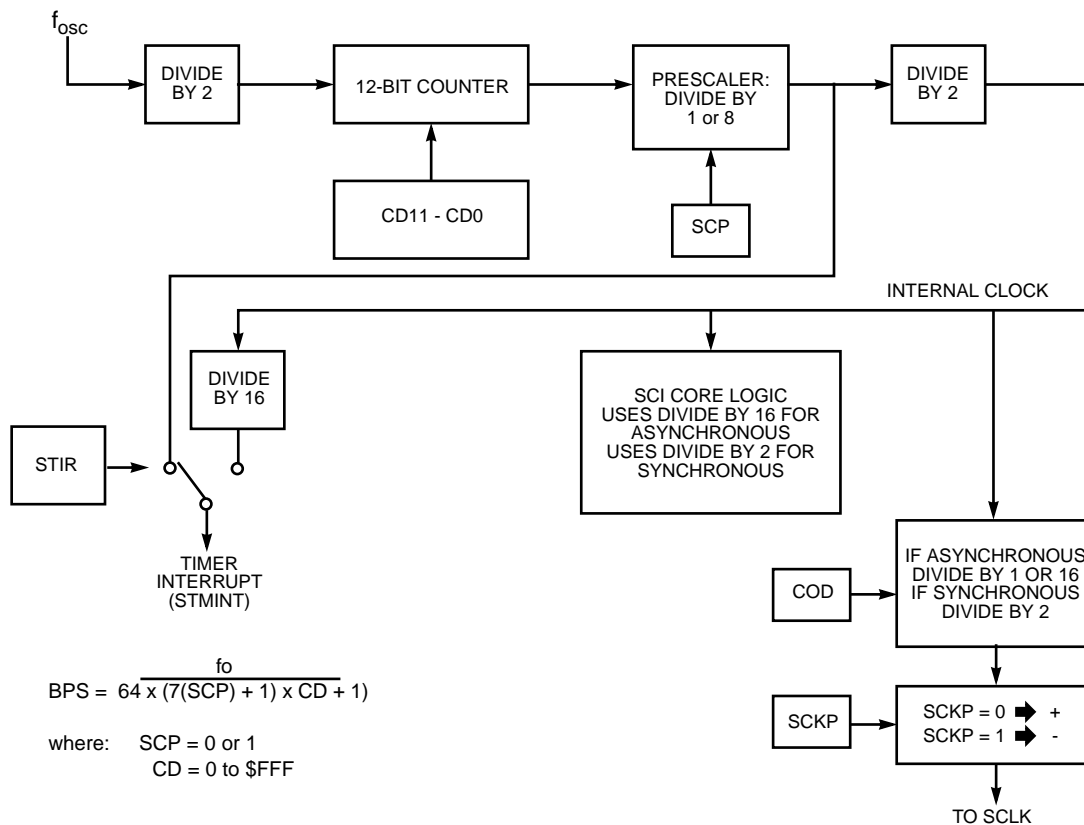 fosc
DIVIDE
BY 2
12-BIT COUNTER
PRESCALER:
DIVIDE BY
1 or 8
DIVIDE
BY 2
CD11 - CD0
SCP
INTERNAL CLOCK
DIVIDE
BY 16
SCI CORE LOGIC
USES DIVIDE BY 16 FOR
ASYNCHRONOUS
USES DIVIDE BY 2 FOR
SYNCHRONOUS
STIR
TIMER
INTERRUPT
(STMINT)
COD
IF ASYNCHRONOUS
DIVIDE BY 1 OR 16
IF SYNCHRONOUS
DIVIDE BY 2
fo
BPS = 64 x (7(SCP) + 1) x CD + 1)
where: SCP = 0 or 1
CD = 0 to $FFF
SCKP
SCKP = 0 ➡ +
SCKP = 1 ➡ -
TO SCLK